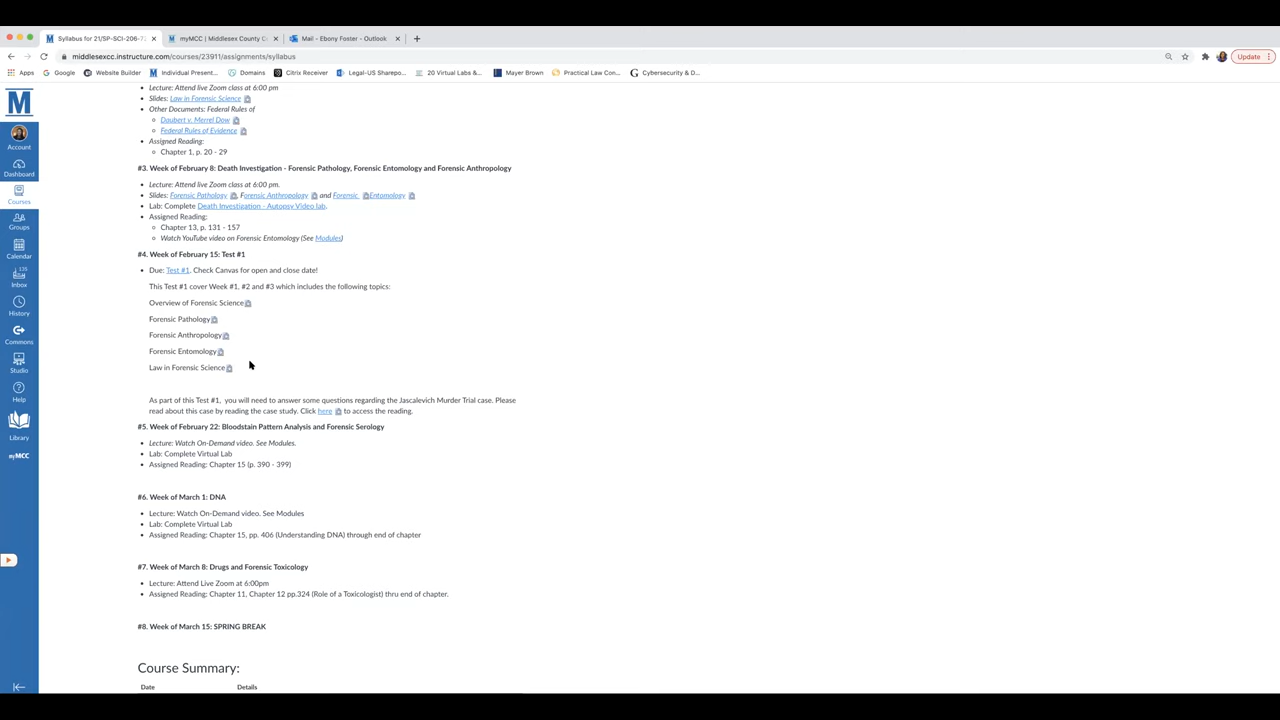 Syllabus for 21/SP-SCI-206-7
myMCC | Middlesex County C
Mail - Ebony Foster - Outlook
middlesexcc.instructure.com/courses/23911/assignments/syllabus
Update
Apps
Google
Website Builder
Individual Present...
Domains
Citrix Receiver
Legal-US Sharepo...
20 Virtual Labs &...
Mayer Brown
Practical Law Con...
Cybersecurity & D...
M
Account
Dashboard
Courses
Groups
Calendar
135
Inbox
History
Commons
Studio
Help
Library
myMCC
Lecture: Attend live Zoom class at 6:00 pm
Slides: Law in Forensic Science
Other Documents: Federal Rules of
Daubert v. Merrel Dow
Federal Rules of Evidence
Assigned Reading:
Chapter 1, p. 20 - 29
#3. Week of February 8: Death Investigation - Forensic Pathology, Forensic Entomology and Forensic Anthropology
Lecture: Attend live Zoom class at 6:00 pm.
Slides: Forensic Pathology, Forensic Anthropology and Forensic Entomology
Lab: Complete Death Investigation - Autopsy Video lab.
Assigned Reading:
Chapter 13, p. 131 - 157
Watch YouTube video on Forensic Entomology (See Modules)
#4. Week of February 15: Test #1
Due: Test #1. Check Canvas for open and close date!
This Test #1 cover Week #1, #2 and #3 which includes the following topics:
Overview of Forensic Science
Forensic Pathology
Forensic Anthropology
Forensic Entomology
Law in Forensic Science
As part of this Test #1, you will need to answer some questions regarding the Jascalevich Murder Trial case. Please
read about this case by reading the case study. Click here to access the reading.
#5. Week of February 22: Bloodstain Pattern Analysis and Forensic Serology
Lecture: Watch On-Demand video. See Modules.
Lab: Complete Virtual Lab
Assigned Reading: Chapter 15 (p. 390 - 399)
#6. Week of March 1: DNA
Lecture: Watch On-Demand video. See Modules
Lab: Complete Virtual Lab
Assigned Reading: Chapter 15, pp. 406 (Understanding DNA) through end of chapter
#7. Week of March 8: Drugs and Forensic Toxicology
Lecture: Attend Live Zoom at 6:00pm
Assigned Reading: Chapter 11, Chapter 12 pp.324 (Role of a Toxicologist) thru end of chapter.
#8. Week of March 15: SPRING BREAK
Course Summary:
Date Details